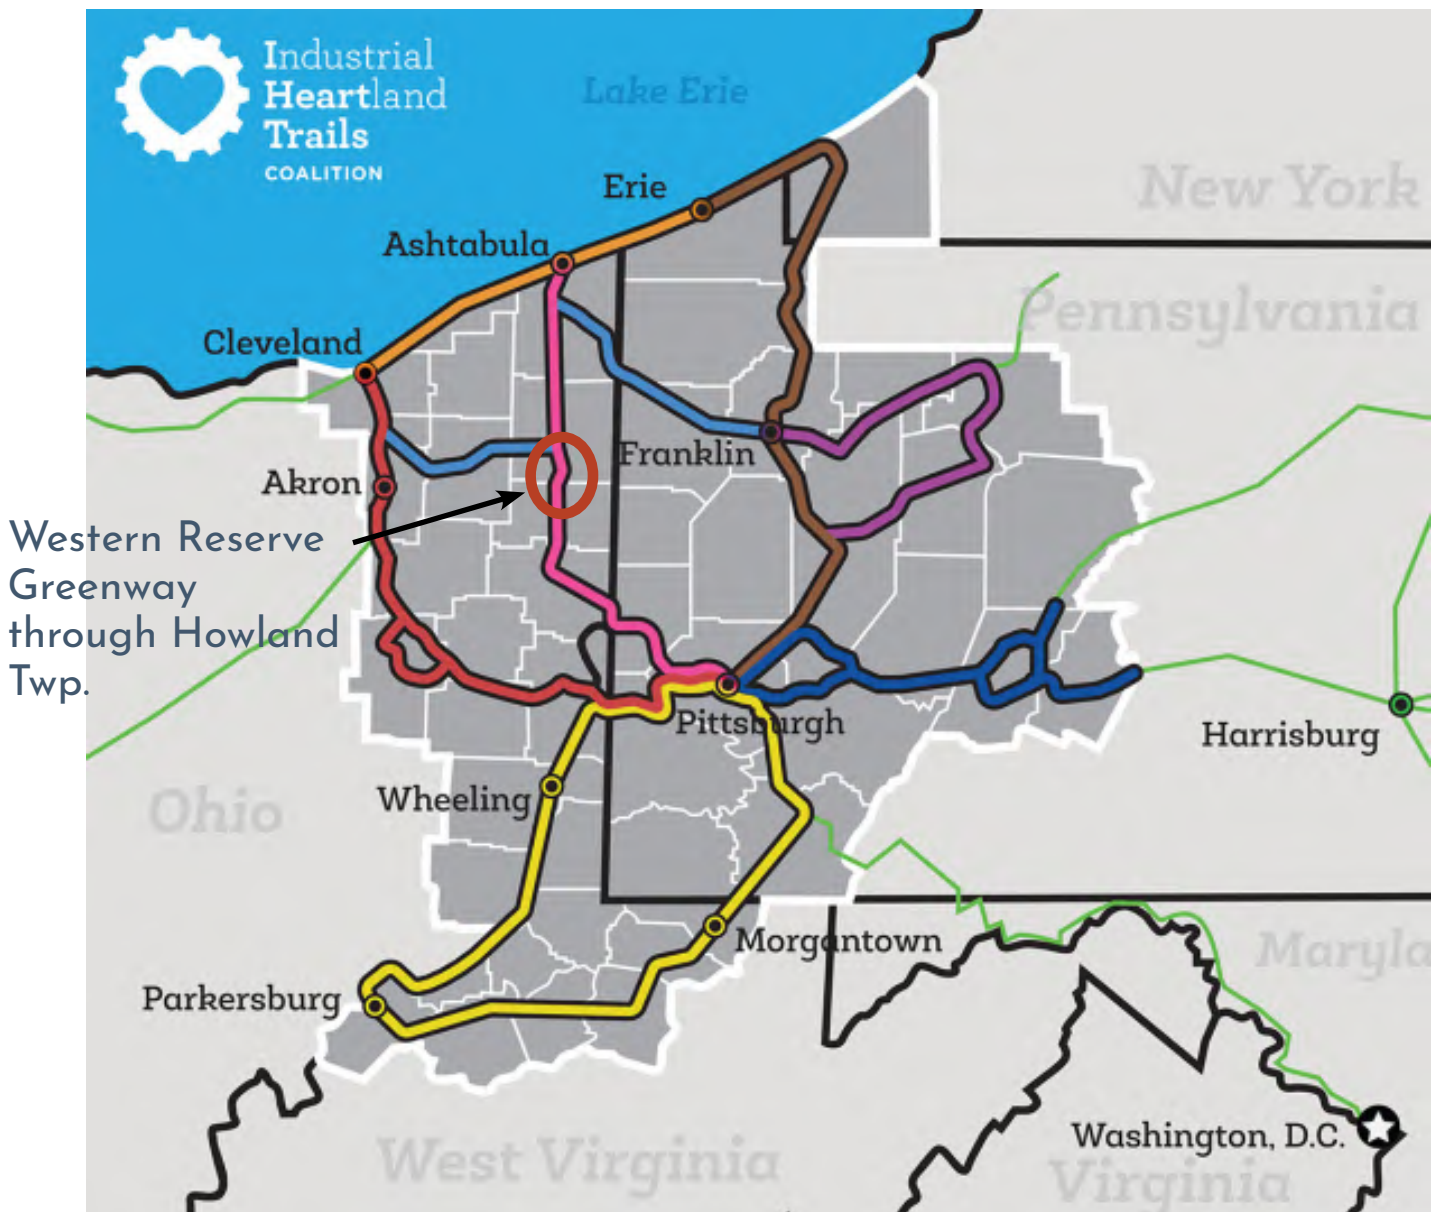 Industrial
Heartland
Trails
COALITION
Lake Erie
New York
Erie
Ashtabula
Pennsylvania
Cleveland
Franklin
Akron
Western Reserve
Greenway
through Howland
Twp.
Pittsburgh
Harrisburg
Wheeling
Ohio
Morgantown
Maryla
Parkersburg
Washington, D.C.
West Virginia
Virginia